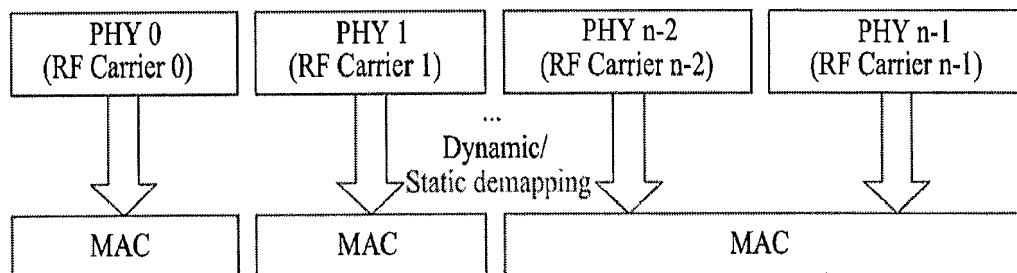 PHY 0 PHY 1 PHY n-2 PHY n-1
(RF Carrier 0) (RF Carrier 1) (RF Carrier n-2) (RF Carrier n-1)
...
Dynamic/
Static demapping
MAC MAC MAC